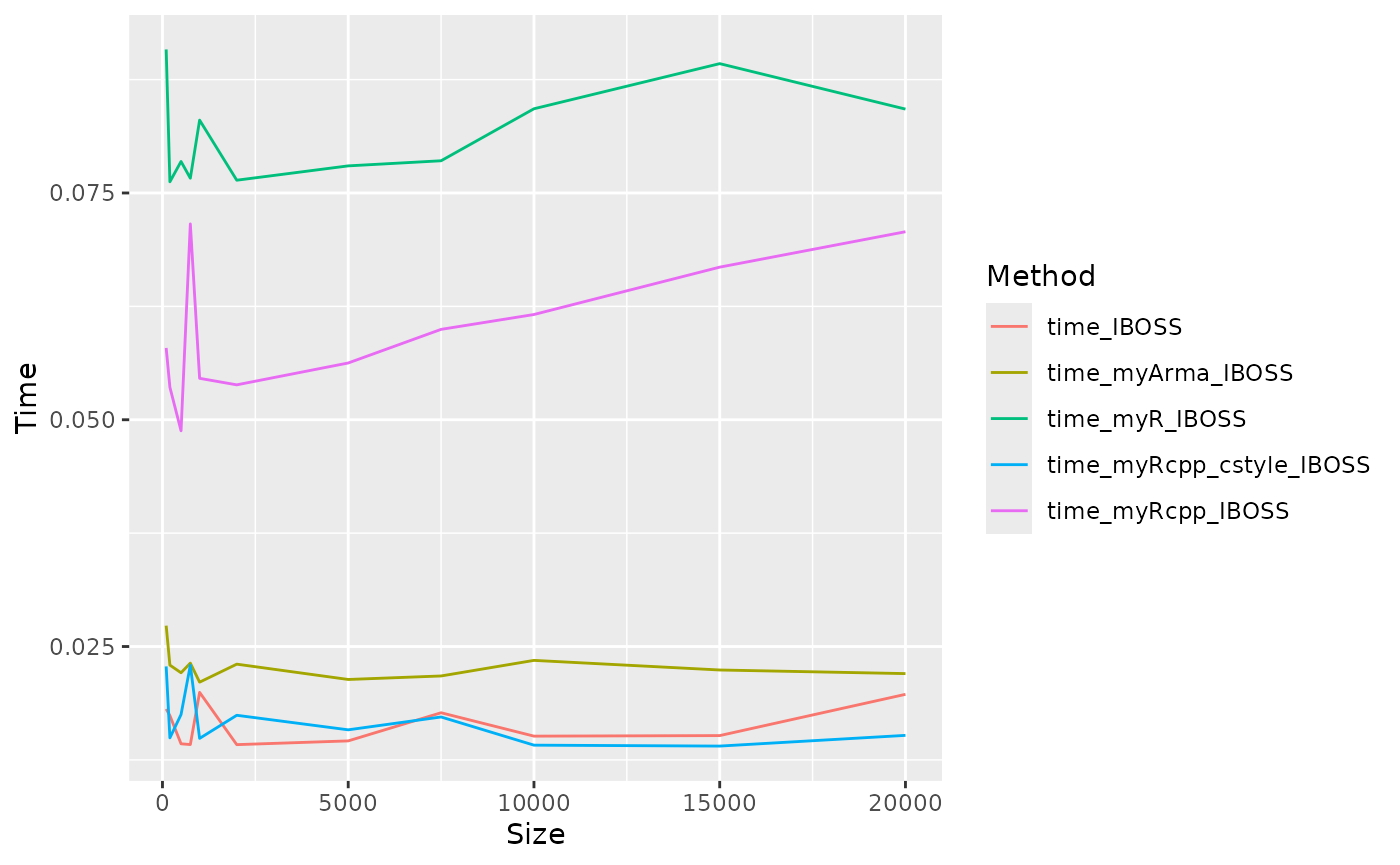 Time
0.075
0.050
0.025
0
5000
10000
15000
20000
Size
Method
time_IBOSS
time_myArma_IBOSS
time_myR_IBOSS
time_myRcpp_cstyle_IBOSS
time_myRcpp_IBOSS